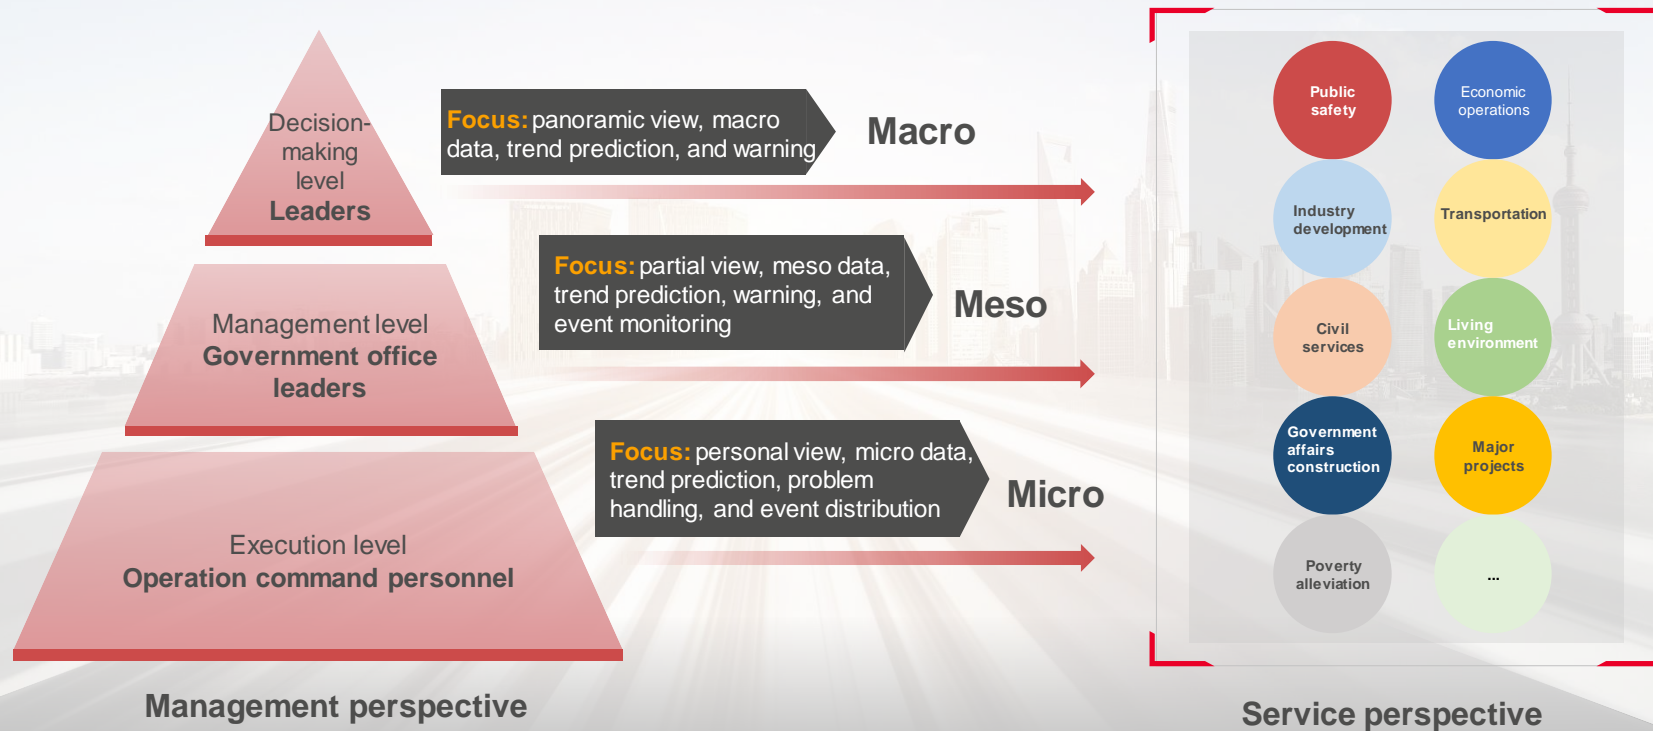 Decision-
making
level
Leaders
Focus: panoramic view, macro
data, trend prediction, and warning
Macro
Management level
Government office
leaders
Focus: partial view, meso data,
trend prediction, warning, and
event monitoring
Meso
Execution level
Operation command personnel
Focus: personal view, micro data,
trend prediction, problem
handling, and event distribution
Micro
Management perspective
Public
safety
Economic
operations
Industry
development
Transportation
Civil
services
Living
environment
Government
affairs
construction
Major
projects
Poverty
alleviation
...
Service perspective